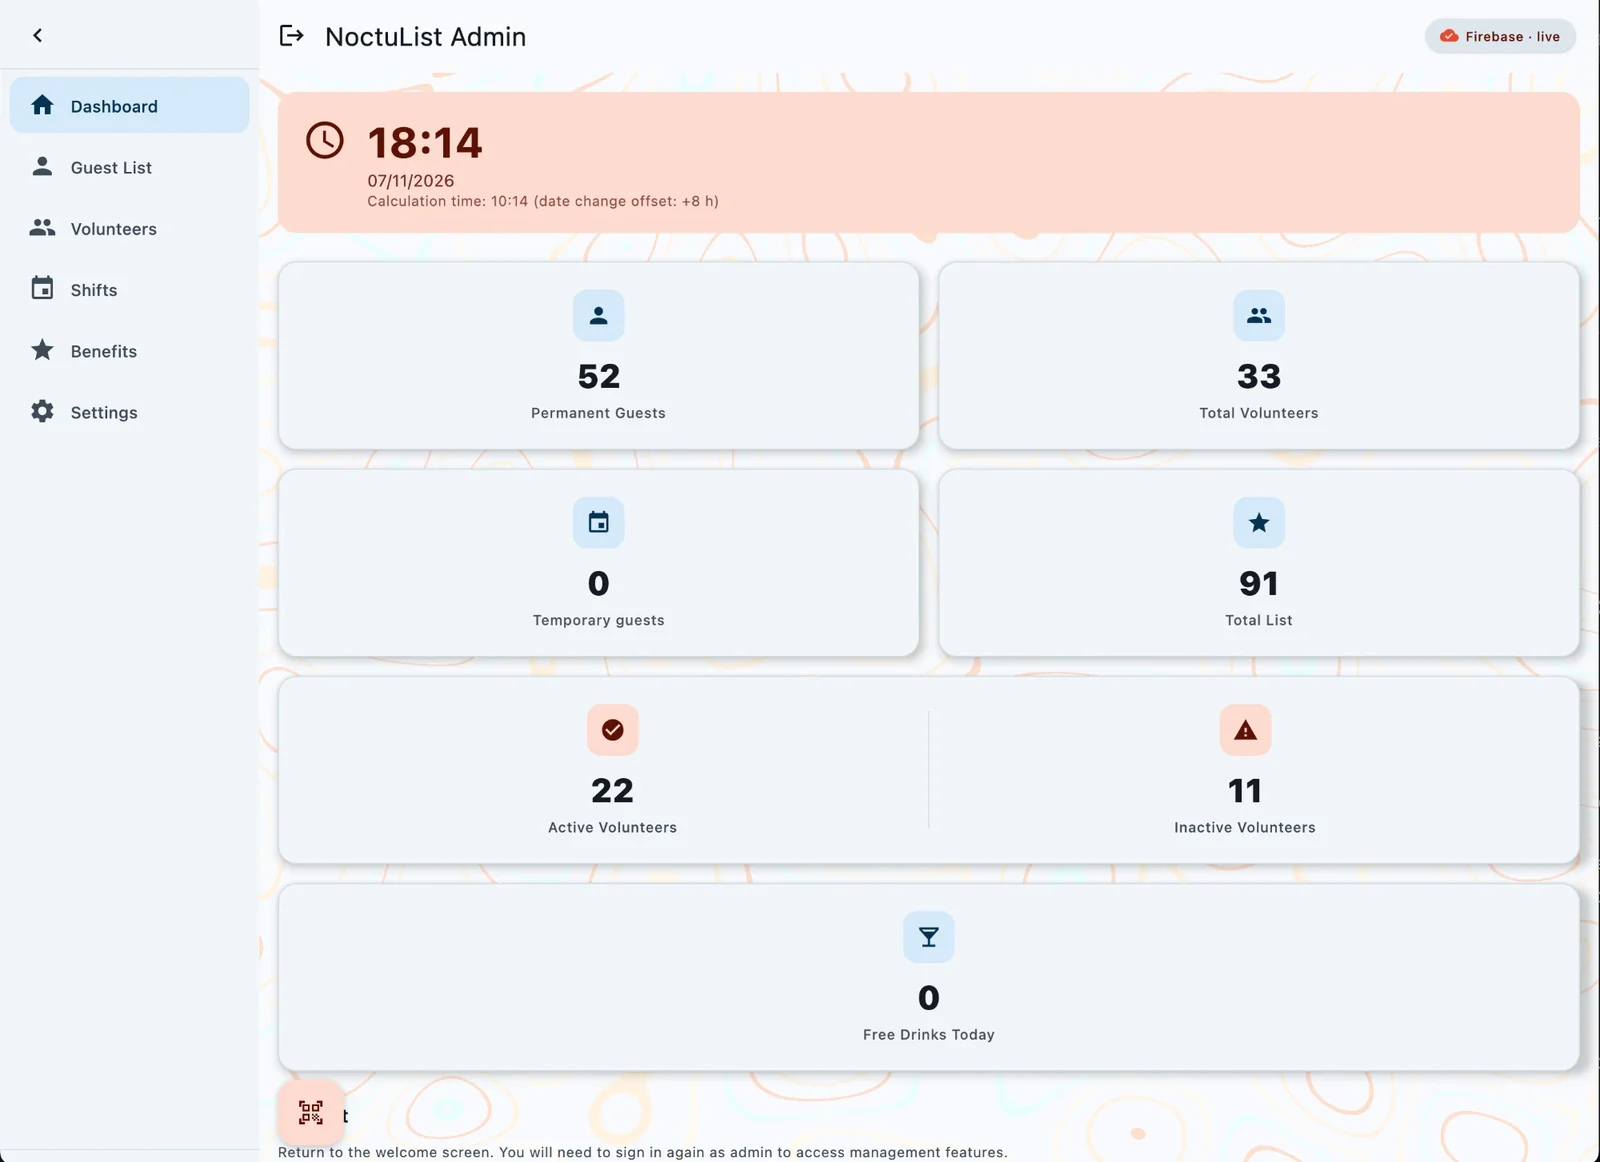 NoctuList Admin
Firebase · live
Dashboard
Guest List
Volunteers
Shifts
Benefits
Settings
18:14
07/11/2026
Calculation time: 10:14 (date change offset: +8 h)
52
Permanent Guests
33
Total Volunteers
0
Temporary guests
91
Total List
22
Active Volunteers
11
Inactive Volunteers
0
Free Drinks Today
t
Return to the welcome screen. You will need to sign in again as admin to access management features.